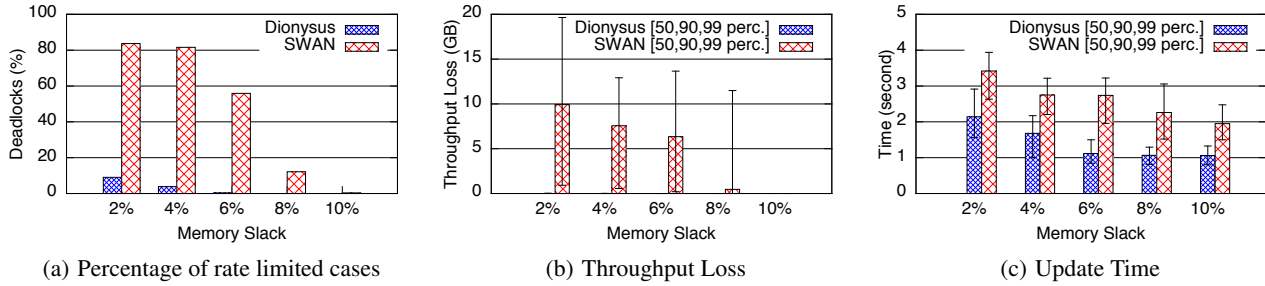 Deadlocks (%)
100
80
60
40
20
0
Dionysus
SWAN
2% 4% 6% 8% 10%
Memory Slack
(a) Percentage of rate limited cases
Throughput Loss (GB)
20
15
10
5
0
Dionysus [50,90,99 perc.]
SWAN [50,90,99 perc.]
2% 4% 6% 8% 10%
Memory Slack
(b) Throughput Loss
Time (second)
5
4
3
2
1
0
Dionysus [50,90,99 perc.]
SWAN [50,90,99 perc.]
2% 4% 6% 8% 10%
Memory Slack
(c) Update Time